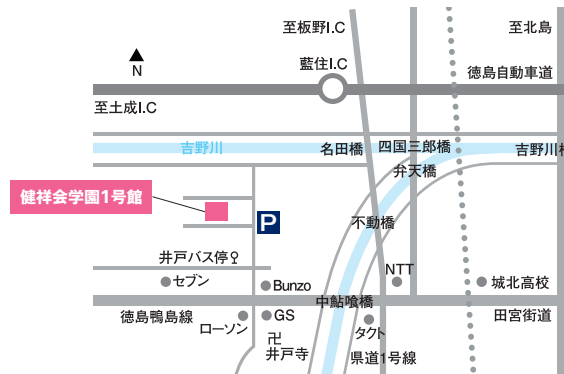 至板野I.C
至北島
藍住I.C
N
徳島自動車道
至土成I.C
吉野川
名田橋
四国三郎橋
吉野川橋
弁天橋
健祥会学園1号館
P
不動橋
井戸バス停
NTT
セブン
Bunzo
城北高校
中鮎喰橋
徳島鴨島線
GS
田宮街道
ローソン
卍
井戸寺
タクト
県道1号線